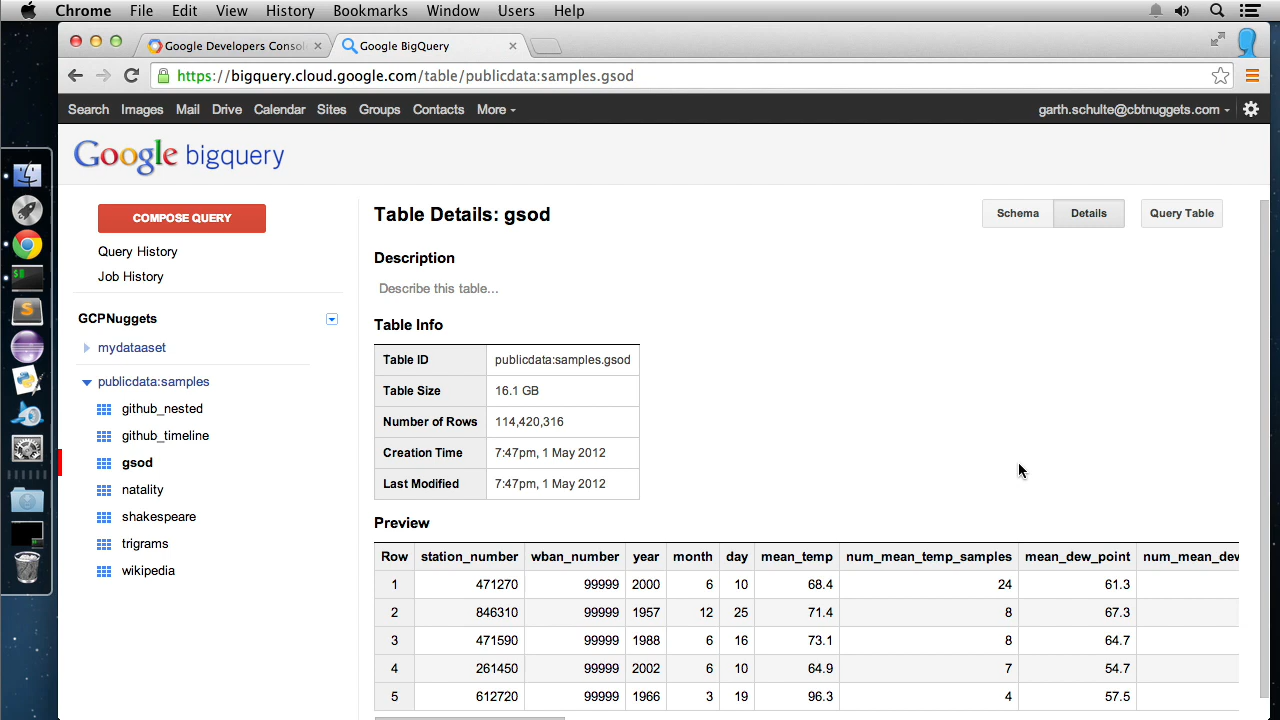 Chrome File Edit View History Bookmarks Window Users Help
Google Developers Consol
Google BigQuery
https://bigquery.cloud.google.com/table/publicdata:samples.gsod
Search Images Mail Drive Calendar Sites Groups Contacts More
garth.schulte@cbtnuggets.com
Google bigquery
COMPOSE QUERY
Query History
Job History
GCPNuggets
mydataaset
publicdata:samples
github_nested
github_timeline
gsod
natality
shakespeare
trigrams
wikipedia
Table Details: gsod
Schema Details Query Table
Description
Describe this table...
Table Info
Table ID publicdata:samples.gsod
Table Size 16.1 GB
Number of Rows 114,420,316
Creation Time 7:47pm, 1 May 2012
Last Modified 7:47pm, 1 May 2012
Preview
Row station_number wban_number year month day mean_temp num_mean_temp_samples mean_dew_point num_mean_dew
1 471270 99999 2000 6 10 68.4 24 61.3
2 846310 99999 1957 12 25 71.4 8 67.3
3 471590 99999 1988 6 16 73.1 8 64.7
4 261450 99999 2002 6 10 64.9 7 54.7
5 612720 99999 1966 3 19 96.3 4 57.5